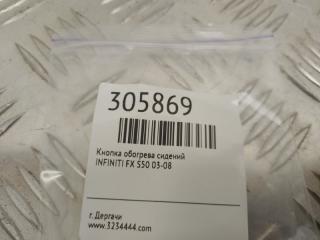 305869
Кнопка обогрева сидений
INFINITI FX S50 03-08
г. Дергачи
www.3234444.com